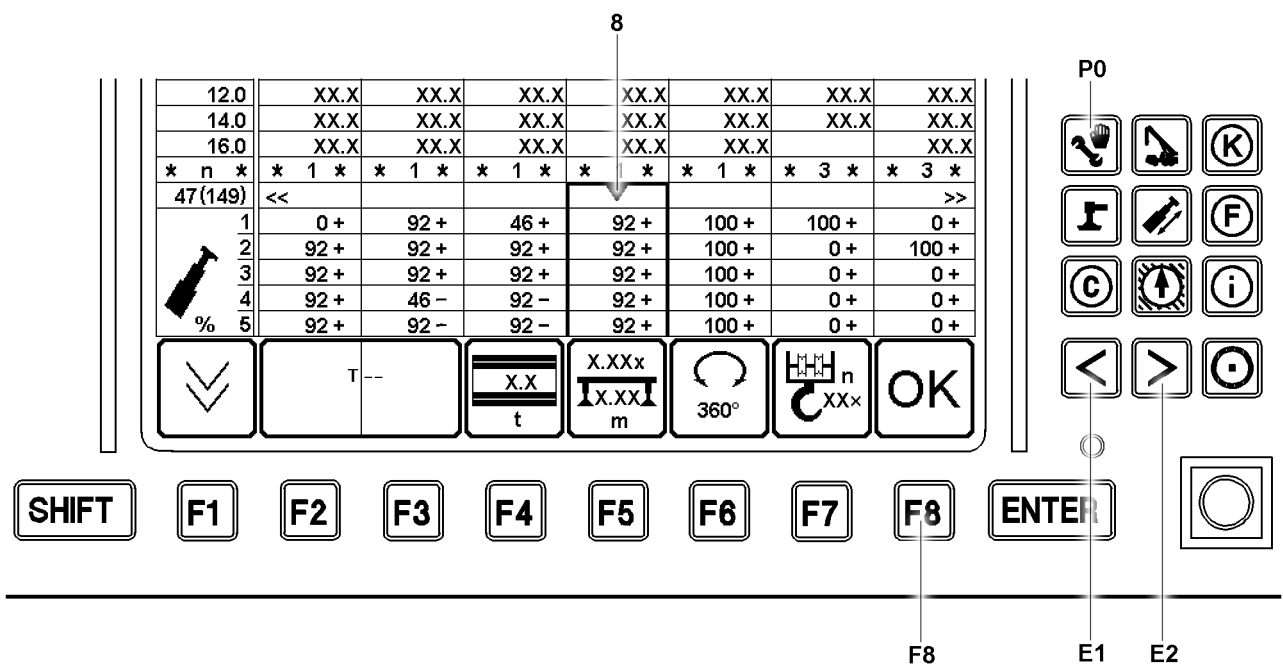 8
P0
12.0 XX.X XX.X XX.X XX.X XX.X XX.X XX.X
14.0 XX.X XX.X XX.X XX.X XX.X XX.X XX.X
16.0 XX.X XX.X XX.X XX.X XX.X XX.X
* n * * 1 * * 1 * * 1 * * 1 * * 1 * * 3 * * 3 *
47(149) << >>
1 0 + 92 + 46 + 92 + 100 + 100 + 0 +
2 92 + 92 + 92 + 92 + 100 + 0 + 100 +
3 92 + 92 + 92 + 92 + 100 + 0 + 0 +
4 92 + 46 – 92 – 92 + 100 + 0 + 0 +
% 5 92 + 92 – 92 – 92 + 100 + 0 + 0 +
T – –
X.X
t
X.XXx
X.XX
m
360°
n
XX×
OK
K
F
C
i
< >
SHIFT F1 F2 F3 F4 F5 F6 F7 F8 ENTER
F8 E1 E2